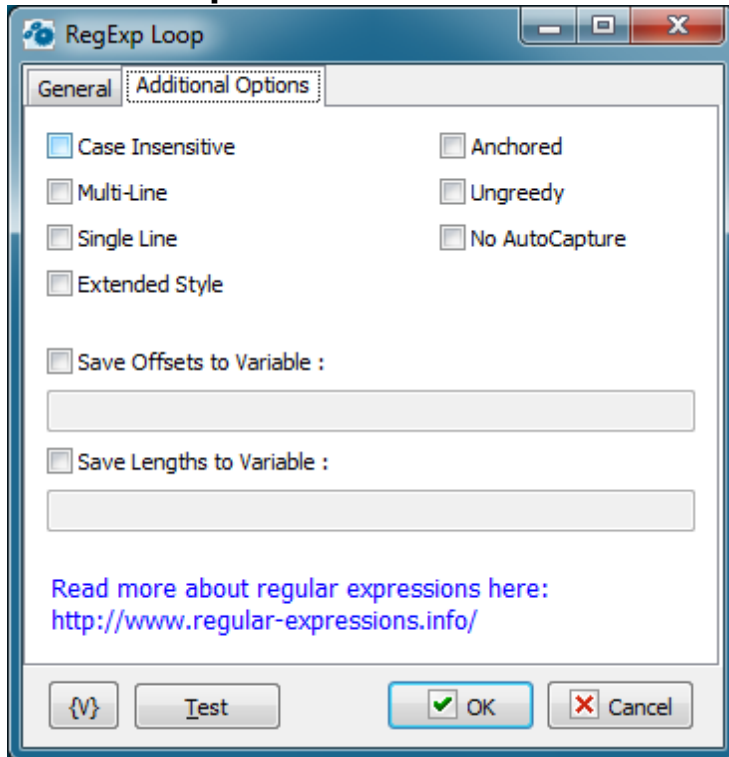 RegExp Loop
General
Additional Options
Case Insensitive
Anchored
Multi-Line
Ungreedy
Single Line
No AutoCapture
Extended Style
Save Offsets to Variable :
Save Lengths to Variable :
Read more about regular expressions here:
http://www.regular-expressions.info/
{V}
Test
OK
Cancel